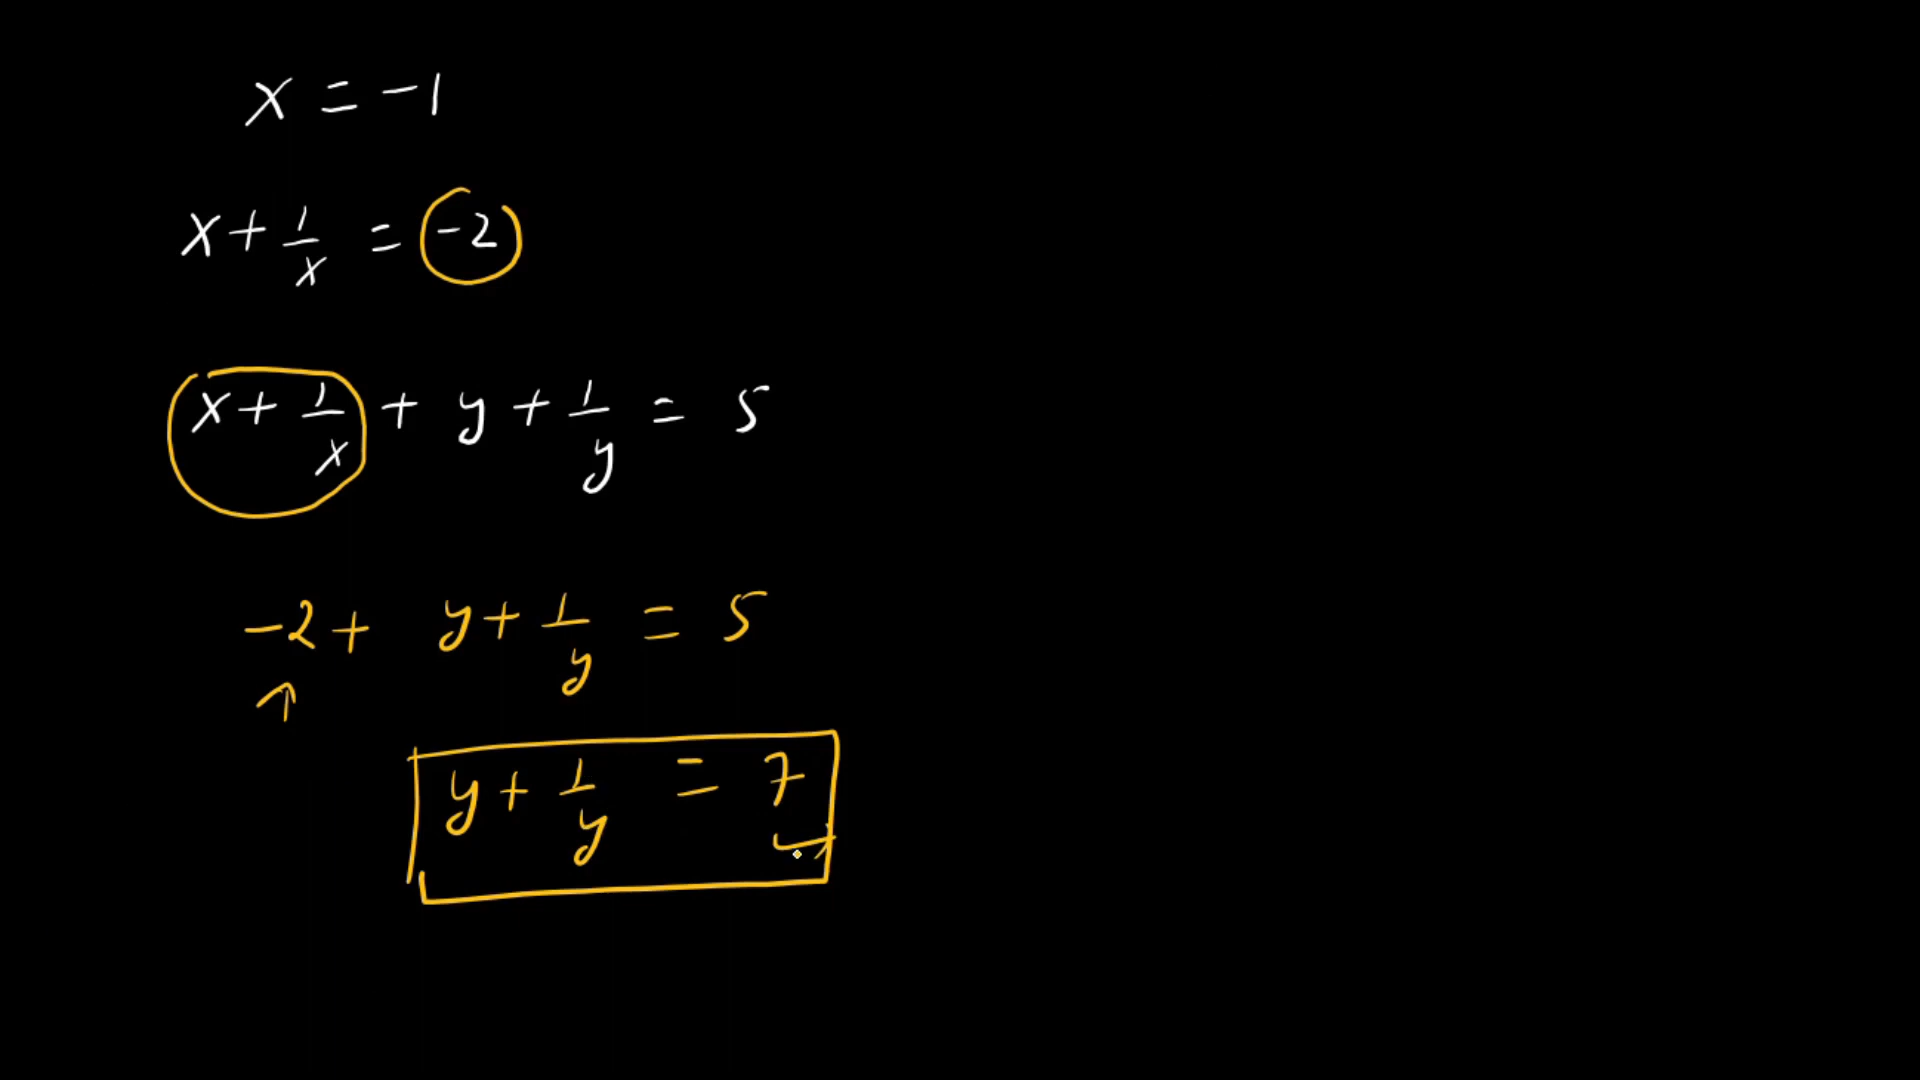 x = -1
x + 1/x = -2
x + 1/x + y + 1/y = 5
-2 + y + 1/y = 5
y + 1/y = 7